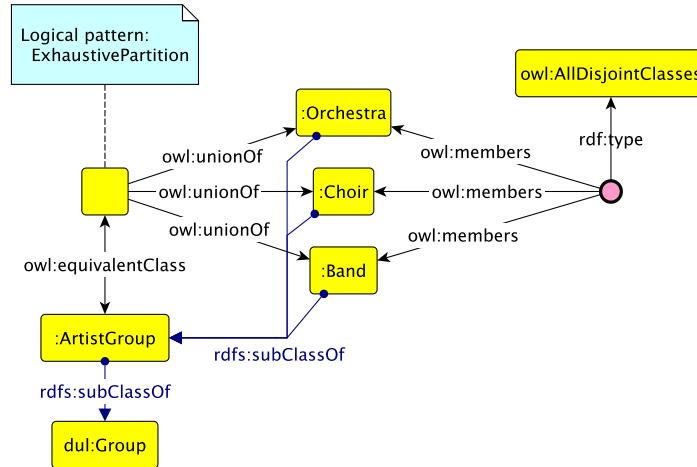 Logical pattern:
ExhaustivePartition
owl:AllDisjointClasses
:Orchestra
rdf:type
owl:unionOf
owl:members
owl:unionOf
:Choir
owl:members
owl:unionOf
owl:members
owl:equivalentClass
:Band
:ArtistGroup
rdfs:subClassOf
rdfs:subClassOf
dul:Group